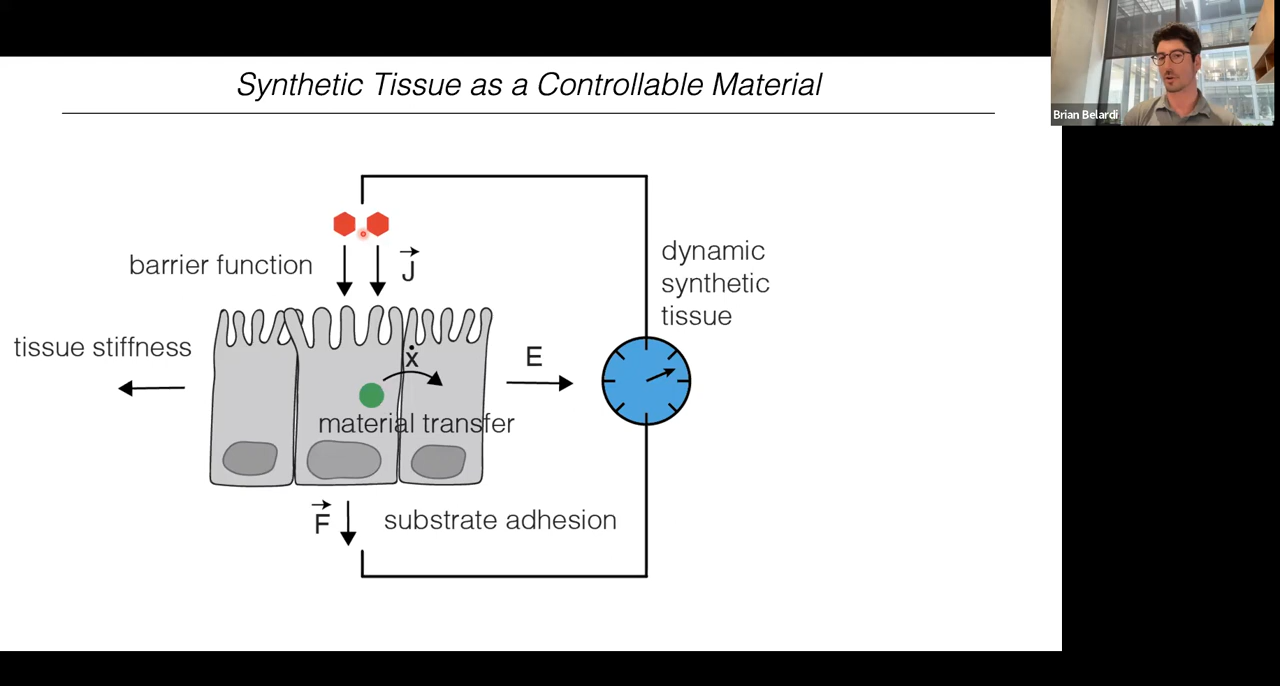 Synthetic Tissue as a Controllable Material
Brian Belardi
barrier function
J
dynamic
synthetic
tissue
tissue stiffness
ẋ
E
material transfer
F
substrate adhesion